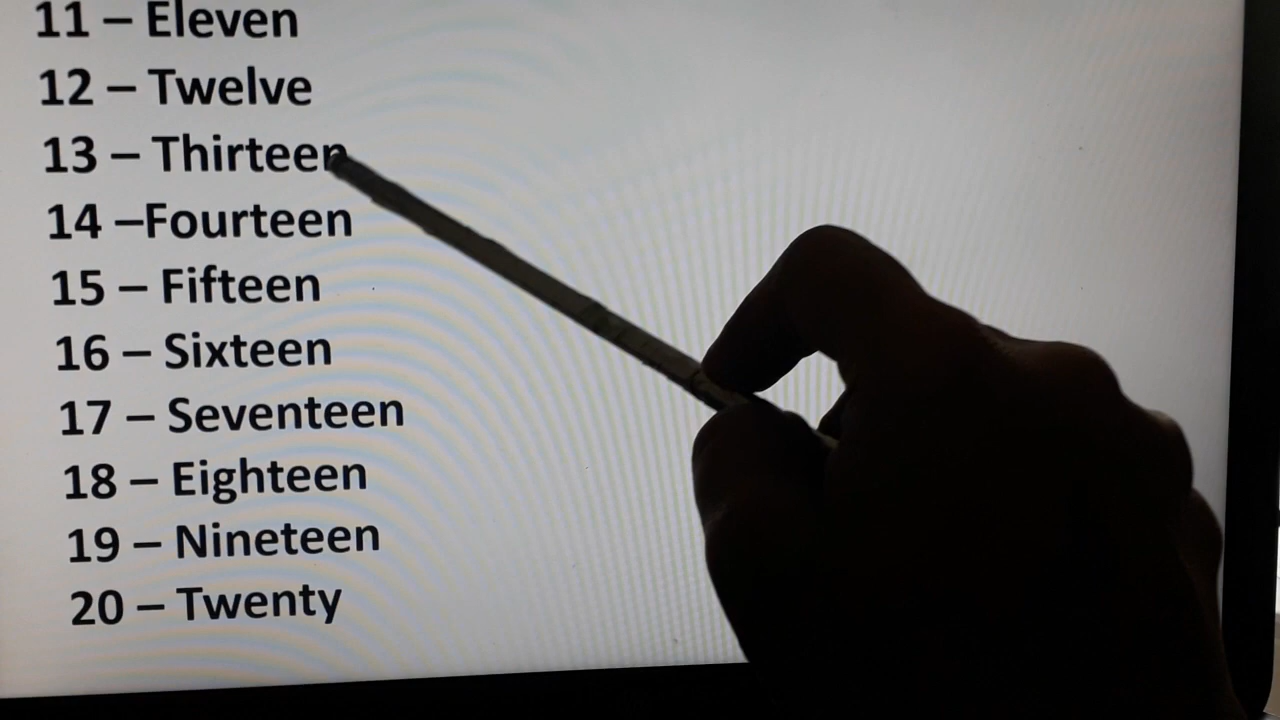 11 – Eleven
12 – Twelve
13 – Thirteen
14 –Fourteen
15 – Fifteen
16 – Sixteen
17 – Seventeen
18 – Eighteen
19 – Nineteen
20 – Twenty